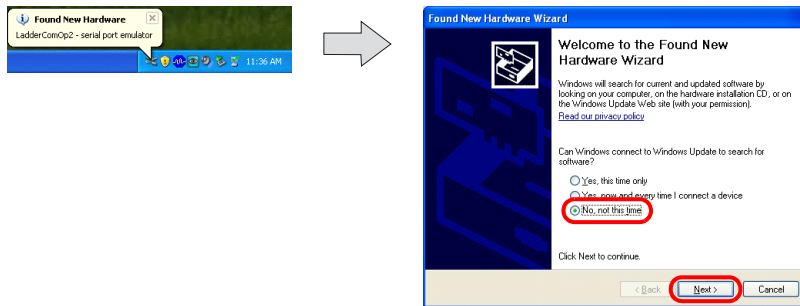 Found New Hardware
LadderComOp2 - serial port emulator
11:36 AM
Found New Hardware Wizard
Welcome to the Found New
Hardware Wizard
Windows will search for current and updated software by
looking on your computer, on the hardware installation CD, or on
the Windows Update Web site (with your permission).
Read our privacy policy
Can Windows connect to Windows Update to search for
software?
Yes, this time only
Yes, now and every time I connect a device
No, not this time
Click Next to continue.
< Back
Next >
Cancel